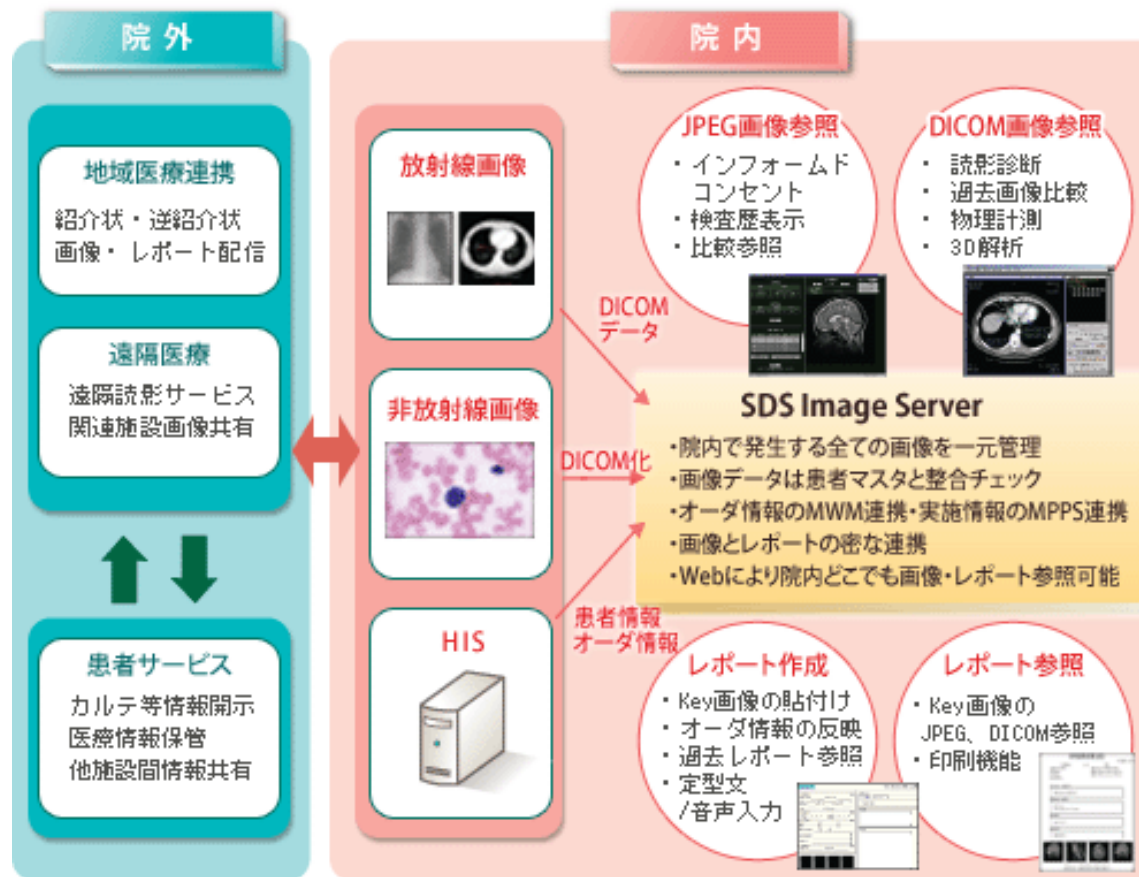 院外
地域医療連携
紹介状・逆紹介状
画像・レポート配信
遠隔医療
遠隔読影サービス
関連施設画像共有
患者サービス
カルテ等情報開示
医療情報保管
他施設間情報共有
院内
放射線画像
非放射線画像
HIS
DICOM
データ
DICOM化
患者情報
オーダ情報
JPEG画像参照
・インフォームド
コンセント
・検査歴表示
・比較参照
DICOM画像参照
・読影診断
・過去画像比較
・物理計測
・3D解析
SDS Image Server
・院内で発生する全ての画像を一元管理
・画像データは患者マスタと整合チェック
・オーダ情報のMWM連携・実施情報のMPPS連携
・画像とレポートの密な連携
・Webにより院内どこでも画像・レポート参照可能
レポート作成
・Key画像の貼付け
・オーダ情報の反映
・過去レポート参照
・定型文
/音声入力
レポート参照
・Key画像の
JPEG、DICOM参照
・印刷機能